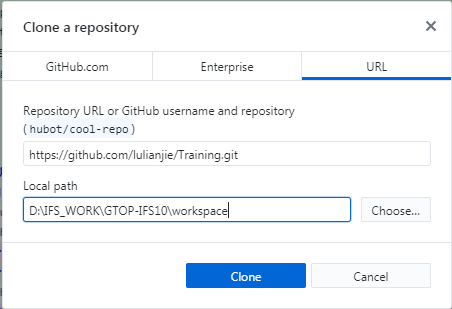 Clone a repository
GitHub.com
Enterprise
URL
Repository URL or GitHub username and repository
(hubot/cool-repo)
https://github.com/lulianjie/Training.git
Local path
D:\IFS_WORK\GTOP-IFS10\workspace
Choose...
Clone
Cancel